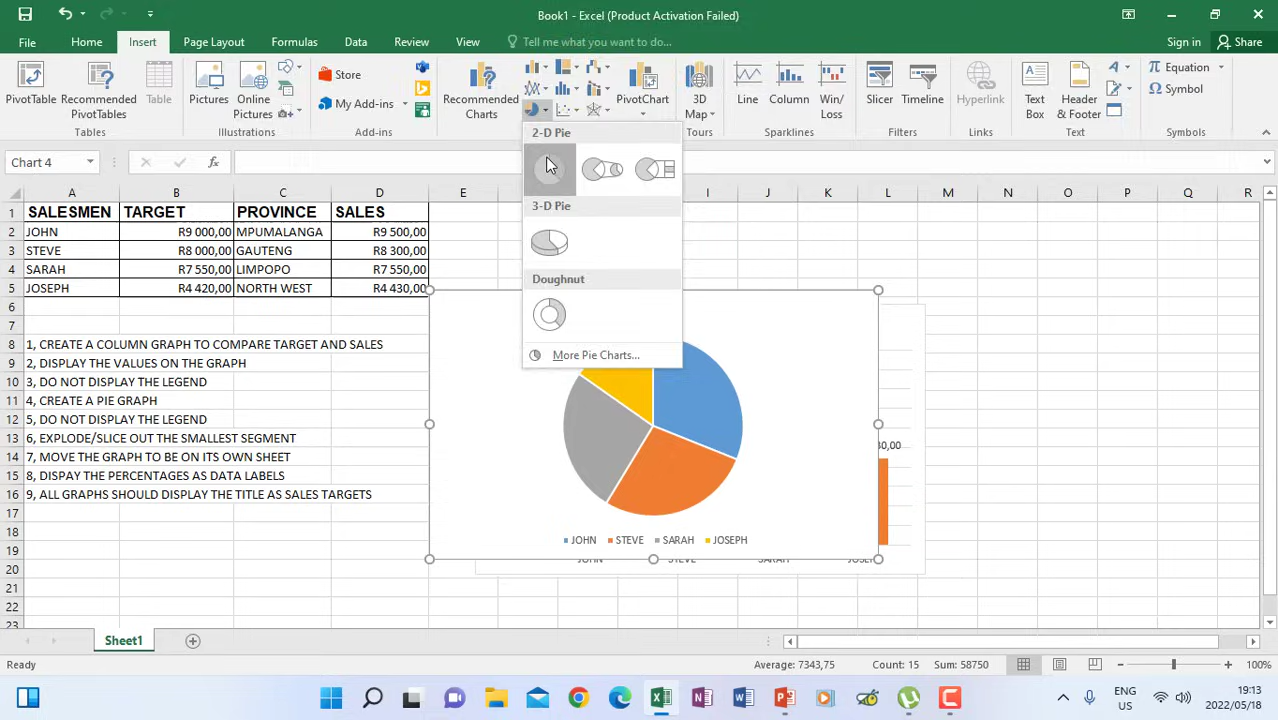 Book1 - Excel (Product Activation Failed)
File Home Insert Page Layout Formulas Data Review View Tell me what you want to do... Sign in Share
PivotTable Recommended PivotTables Table Pictures Online Pictures Store My Add-ins Recommended Charts PivotChart 3D Map Line Column Win/Loss Slicer Timeline Hyperlink Text Box Header & Footer Equation Symbol
Tables Illustrations Add-ins Tours Sparklines Filters Links Text Symbols
Chart 4
2-D Pie
3-D Pie
Doughnut
More Pie Charts...
A B C D E I J K L M N O P Q R
1 SALESMEN TARGET PROVINCE SALES
2 JOHN R9 000,00 MPUMALANGA R9 500,00
3 STEVE R8 000,00 GAUTENG R8 300,00
4 SARAH R7 550,00 LIMPOPO R7 550,00
5 JOSEPH R4 420,00 NORTH WEST R4 430,00
6
7
8 1, CREATE A COLUMN GRAPH TO COMPARE TARGET AND SALES
9 2, DISPLAY THE VALUES ON THE GRAPH
10 3, DO NOT DISPLAY THE LEGEND
11 4, CREATE A PIE GRAPH
12 5, DO NOT DISPLAY THE LEGEND
13 6, EXPLODE/SLICE OUT THE SMALLEST SEGMENT
14 7, MOVE THE GRAPH TO BE ON ITS OWN SHEET
15 8, DISPAY THE PERCENTAGES AS DATA LABELS
16 9, ALL GRAPHS SHOULD DISPLAY THE TITLE AS SALES TARGETS
17
18
19
20
21
22
23
JOHN STEVE SARAH JOSEPH
Sheet1
Ready Average: 7343,75 Count: 15 Sum: 58750 100%
ENG US 19:13 2022/05/18